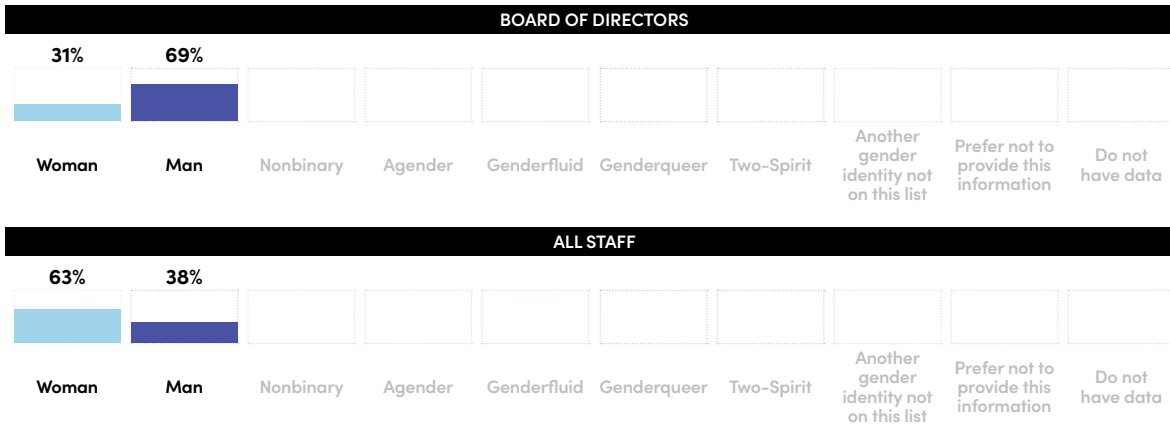 BOARD OF DIRECTORS
31% 69%
Woman Man Nonbinary Agender Genderfluid Genderqueer Two-Spirit Another gender identity not on this list Prefer not to provide this information Do not have data
ALL STAFF
63% 38%
Woman Man Nonbinary Agender Genderfluid Genderqueer Two-Spirit Another gender identity not on this list Prefer not to provide this information Do not have data